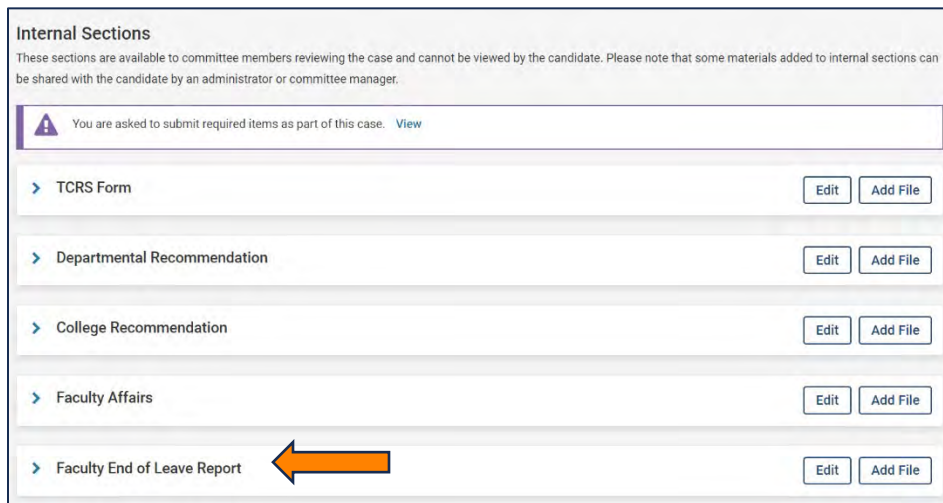 Internal Sections
These sections are available to committee members reviewing the case and cannot be viewed by the candidate. Please note that some materials added to internal sections can
be shared with the candidate by an administrator or committee manager.
You are asked to submit required items as part of this case. View
TCRS Form Edit Add File
Departmental Recommendation Edit Add File
College Recommendation Edit Add File
Faculty Affairs Edit Add File
Faculty End of Leave Report Edit Add File